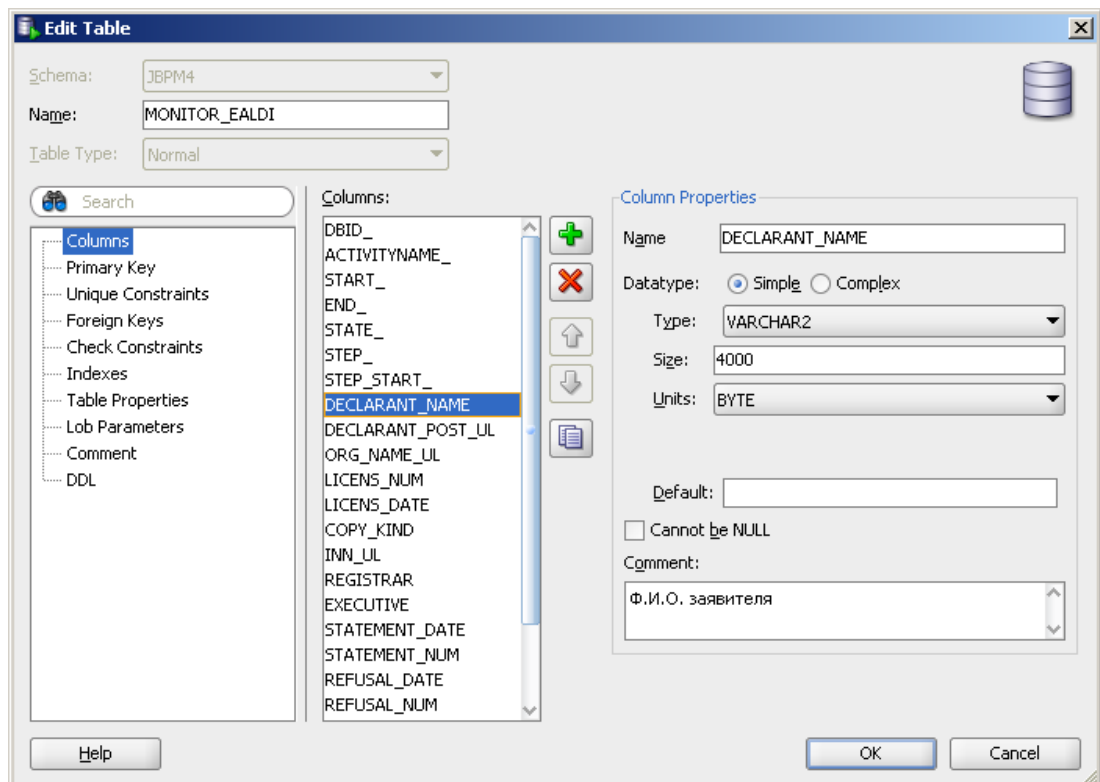 Edit Table
Schema: JBPM4
Name: MONITOR_EALDI
Table Type: Normal
Search
Columns
Primary Key
Unique Constraints
Foreign Keys
Check Constraints
Indexes
Table Properties
Lob Parameters
Comment
DDL
Columns:
DBID_
ACTIVITYNAME_
START_
END_
STATE_
STEP_
STEP_START_
DECLARANT_NAME
DECLARANT_POST_UL
ORG_NAME_UL
LICENS_NUM
LICENS_DATE
COPY_KIND
INN_UL
REGISTRAR
EXECUTIVE
STATEMENT_DATE
STATEMENT_NUM
REFUSAL_DATE
REFUSAL_NUM
Column Properties
Name DECLARANT_NAME
Datatype: Simple Complex
Type: VARCHAR2
Size: 4000
Units: BYTE
Default:
Cannot be NULL
Comment:
Ф.И.О. заявителя
Help OK Cancel